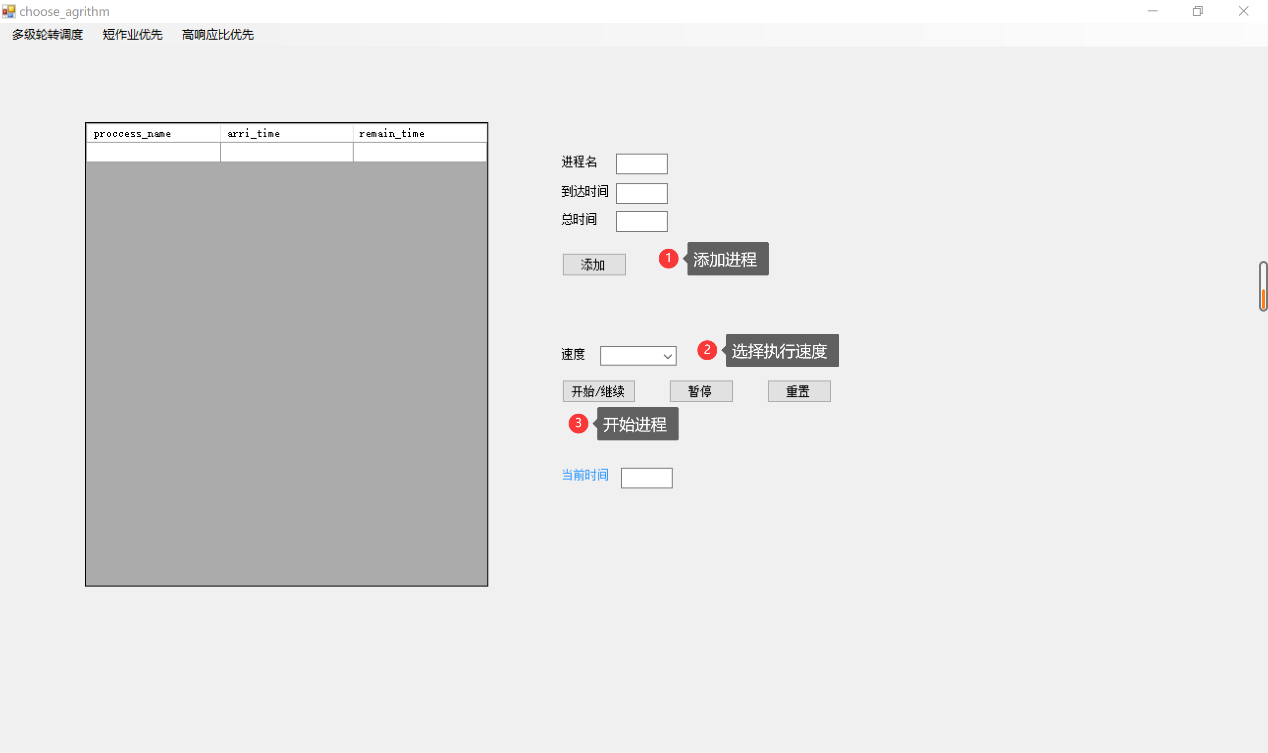 choose_agrithm
多级轮转调度 短作业优先 高响应比优先
proccess_name arri_time remain_time
进程名
到达时间
总时间
添加
1 添加进程
速度
2 选择执行速度
开始/继续 暂停 重置
3 开始进程
当前时间